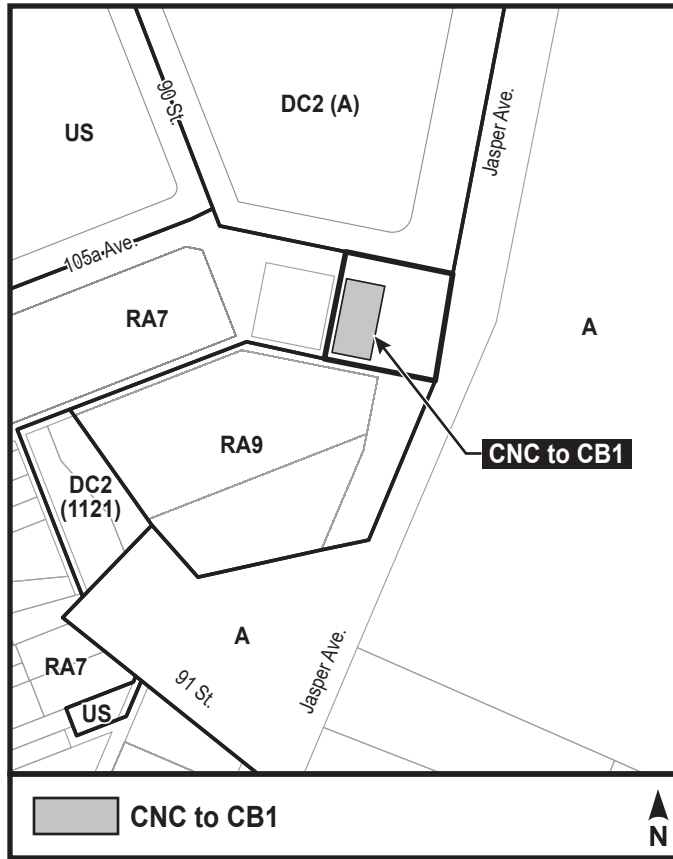 90 St.
DC2 (A)
Jasper Ave.
US
105a Ave.
RA7
A
RA9
CNC to CB1
DC2
(1121)
A
Jasper Ave.
RA7
91 St.
US
CNC to CB1
N